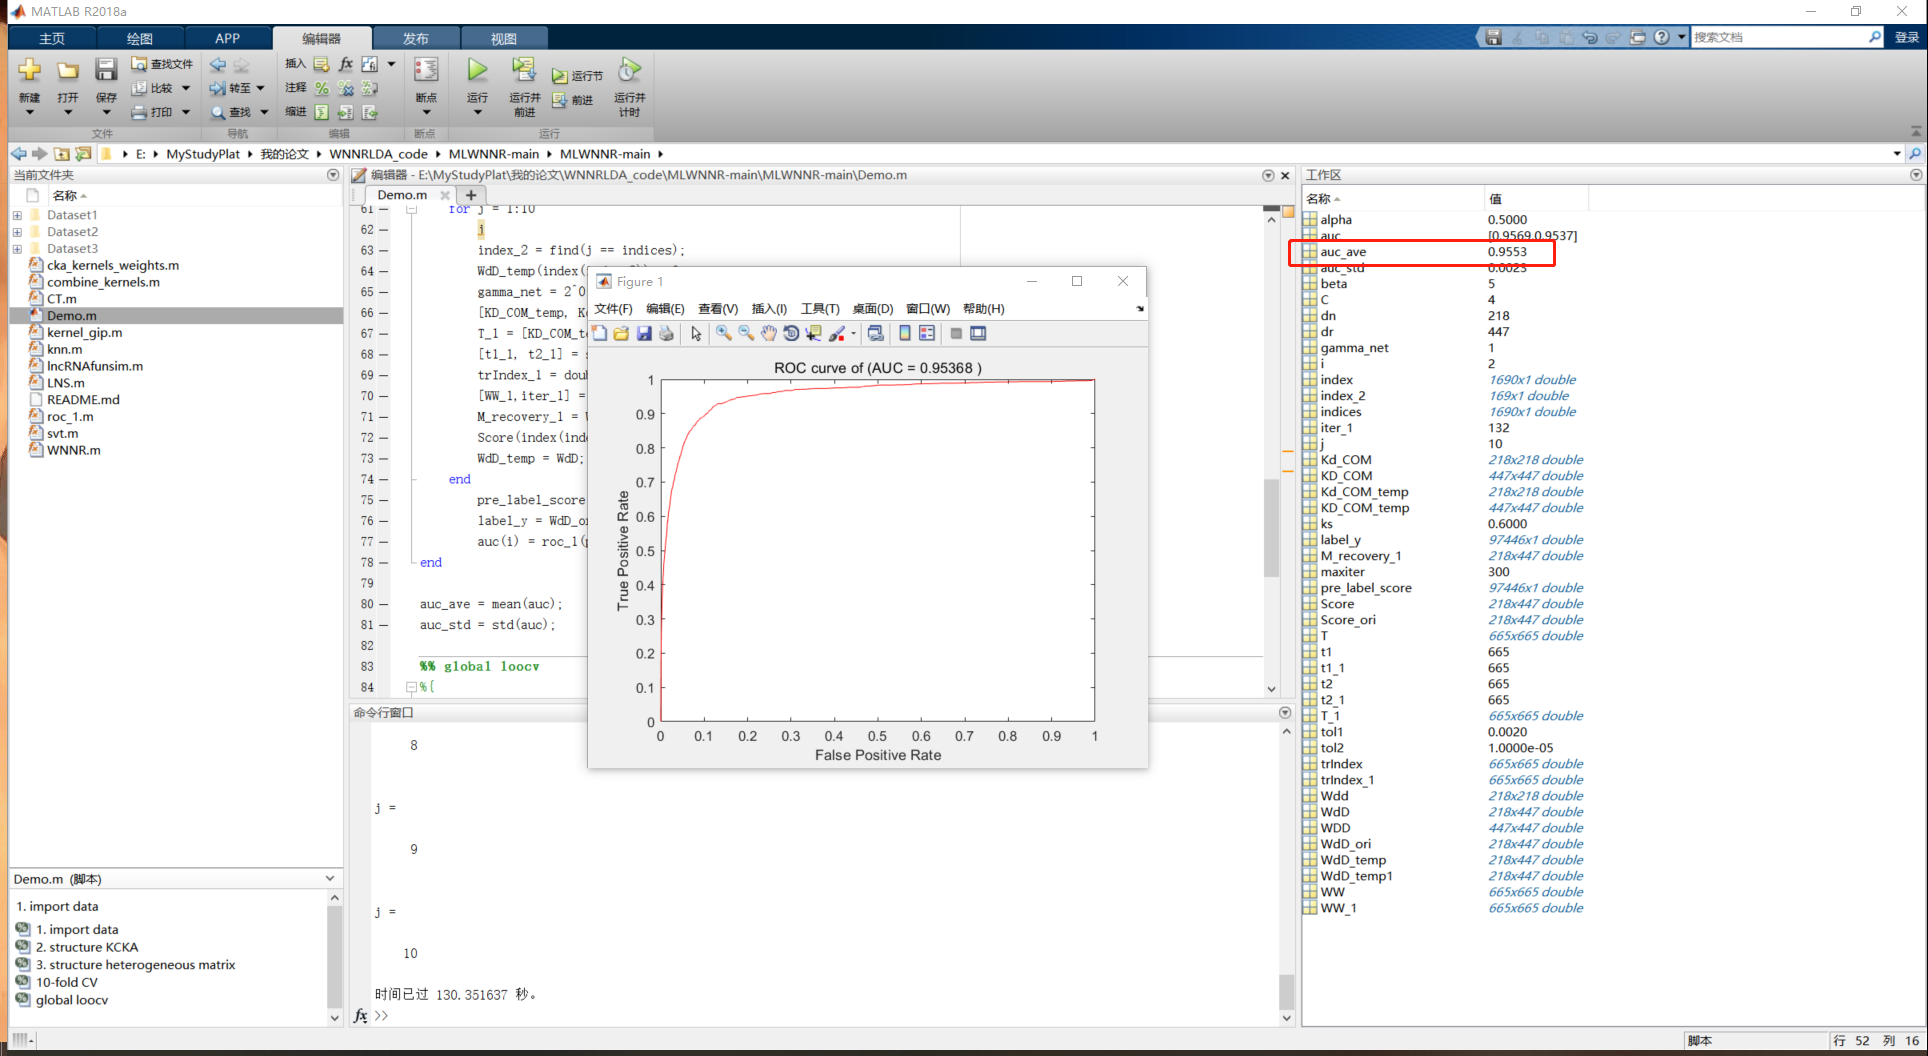 MATLAB R2018a
主页 绘图 APP 编辑器 发布 视图
搜索文档 登录
新建 打开 保存 查找文件 比较 打印
转至 查找
插入 注释 缩进
断点 运行 运行并前进 运行节 前进 运行并计时
文件 导航 编辑 断点 运行
E: MyStudyPlat 我的论文 WNNRLDA_code MLWNNR-main MLWNNR-main
当前文件夹
名称
Dataset1
Dataset2
Dataset3
cka_kernels_weights.m
combine_kernels.m
CT.m
Demo.m
kernel_gip.m
knn.m
lncRNAfunsim.m
LNS.m
README.md
roc_1.m
svt.m
WNNR.m
Demo.m (脚本)
1. import data
1. import data
2. structure KCKA
3. structure heterogeneous matrix
10-fold CV
global loocv
编辑器 - E:\MyStudyPlat\我的论文\WNNRLDA_code\MLWNNR-main\MLWNNR-main\Demo.m
Demo.m
61 for j = 1:10
62 j
63 index_2 = find(j == indices);
64 WdD_temp(index(
65 gamma_net = 2^0
66 [KD_COM_temp, K
67 T_1 = [KD_COM_t
68 [t1_1, t2_1] = s
69 trIndex_1 = doub
70 [WW_1,iter_1] =
71 M_recovery_1 = W
72 Score(index(ind
73 WdD_temp = WdD;
74 end
75 pre_label_score
76 label_y = WdD_o
77 auc(i) = roc_1(p
78 end
79
80 auc_ave = mean(auc);
81 auc_std = std(auc);
82
83 %% global loocv
84 %{
Figure 1
文件(F) 编辑(E) 查看(V) 插入(I) 工具(T) 桌面(D) 窗口(W) 帮助(H)
ROC curve of (AUC = 0.95368 )
True Positive Rate
1
0.9
0.8
0.7
0.6
0.5
0.4
0.3
0.2
0.1
0
0 0.1 0.2 0.3 0.4 0.5 0.6 0.7 0.8 0.9 1
False Positive Rate
命令行窗口
8
j =
9
j =
10
时间已过 130.351637 秒。
fx >>
工作区
名称 值
alpha 0.5000
auc [0.9569,0.9537]
auc_ave 0.9553
auc_std 0.0023
beta 5
C 4
dn 218
dr 447
gamma_net 1
i 2
index 1690x1 double
index_2 169x1 double
indices 1690x1 double
iter_1 132
j 10
Kd_COM 218x218 double
KD_COM 447x447 double
Kd_COM_temp 218x218 double
KD_COM_temp 447x447 double
ks 0.6000
label_y 97446x1 double
M_recovery_1 218x447 double
maxiter 300
pre_label_score 97446x1 double
Score 218x447 double
Score_ori 218x447 double
T 665x665 double
t1 665
t1_1 665
t2 665
t2_1 665
T_1 665x665 double
tol1 0.0020
tol2 1.0000e-05
trIndex 665x665 double
trIndex_1 665x665 double
Wdd 218x218 double
WdD 218x447 double
WDD 447x447 double
WdD_ori 218x447 double
WdD_temp 218x447 double
WdD_temp1 218x447 double
WW 665x665 double
WW_1 665x665 double
脚本 行 52 列 16